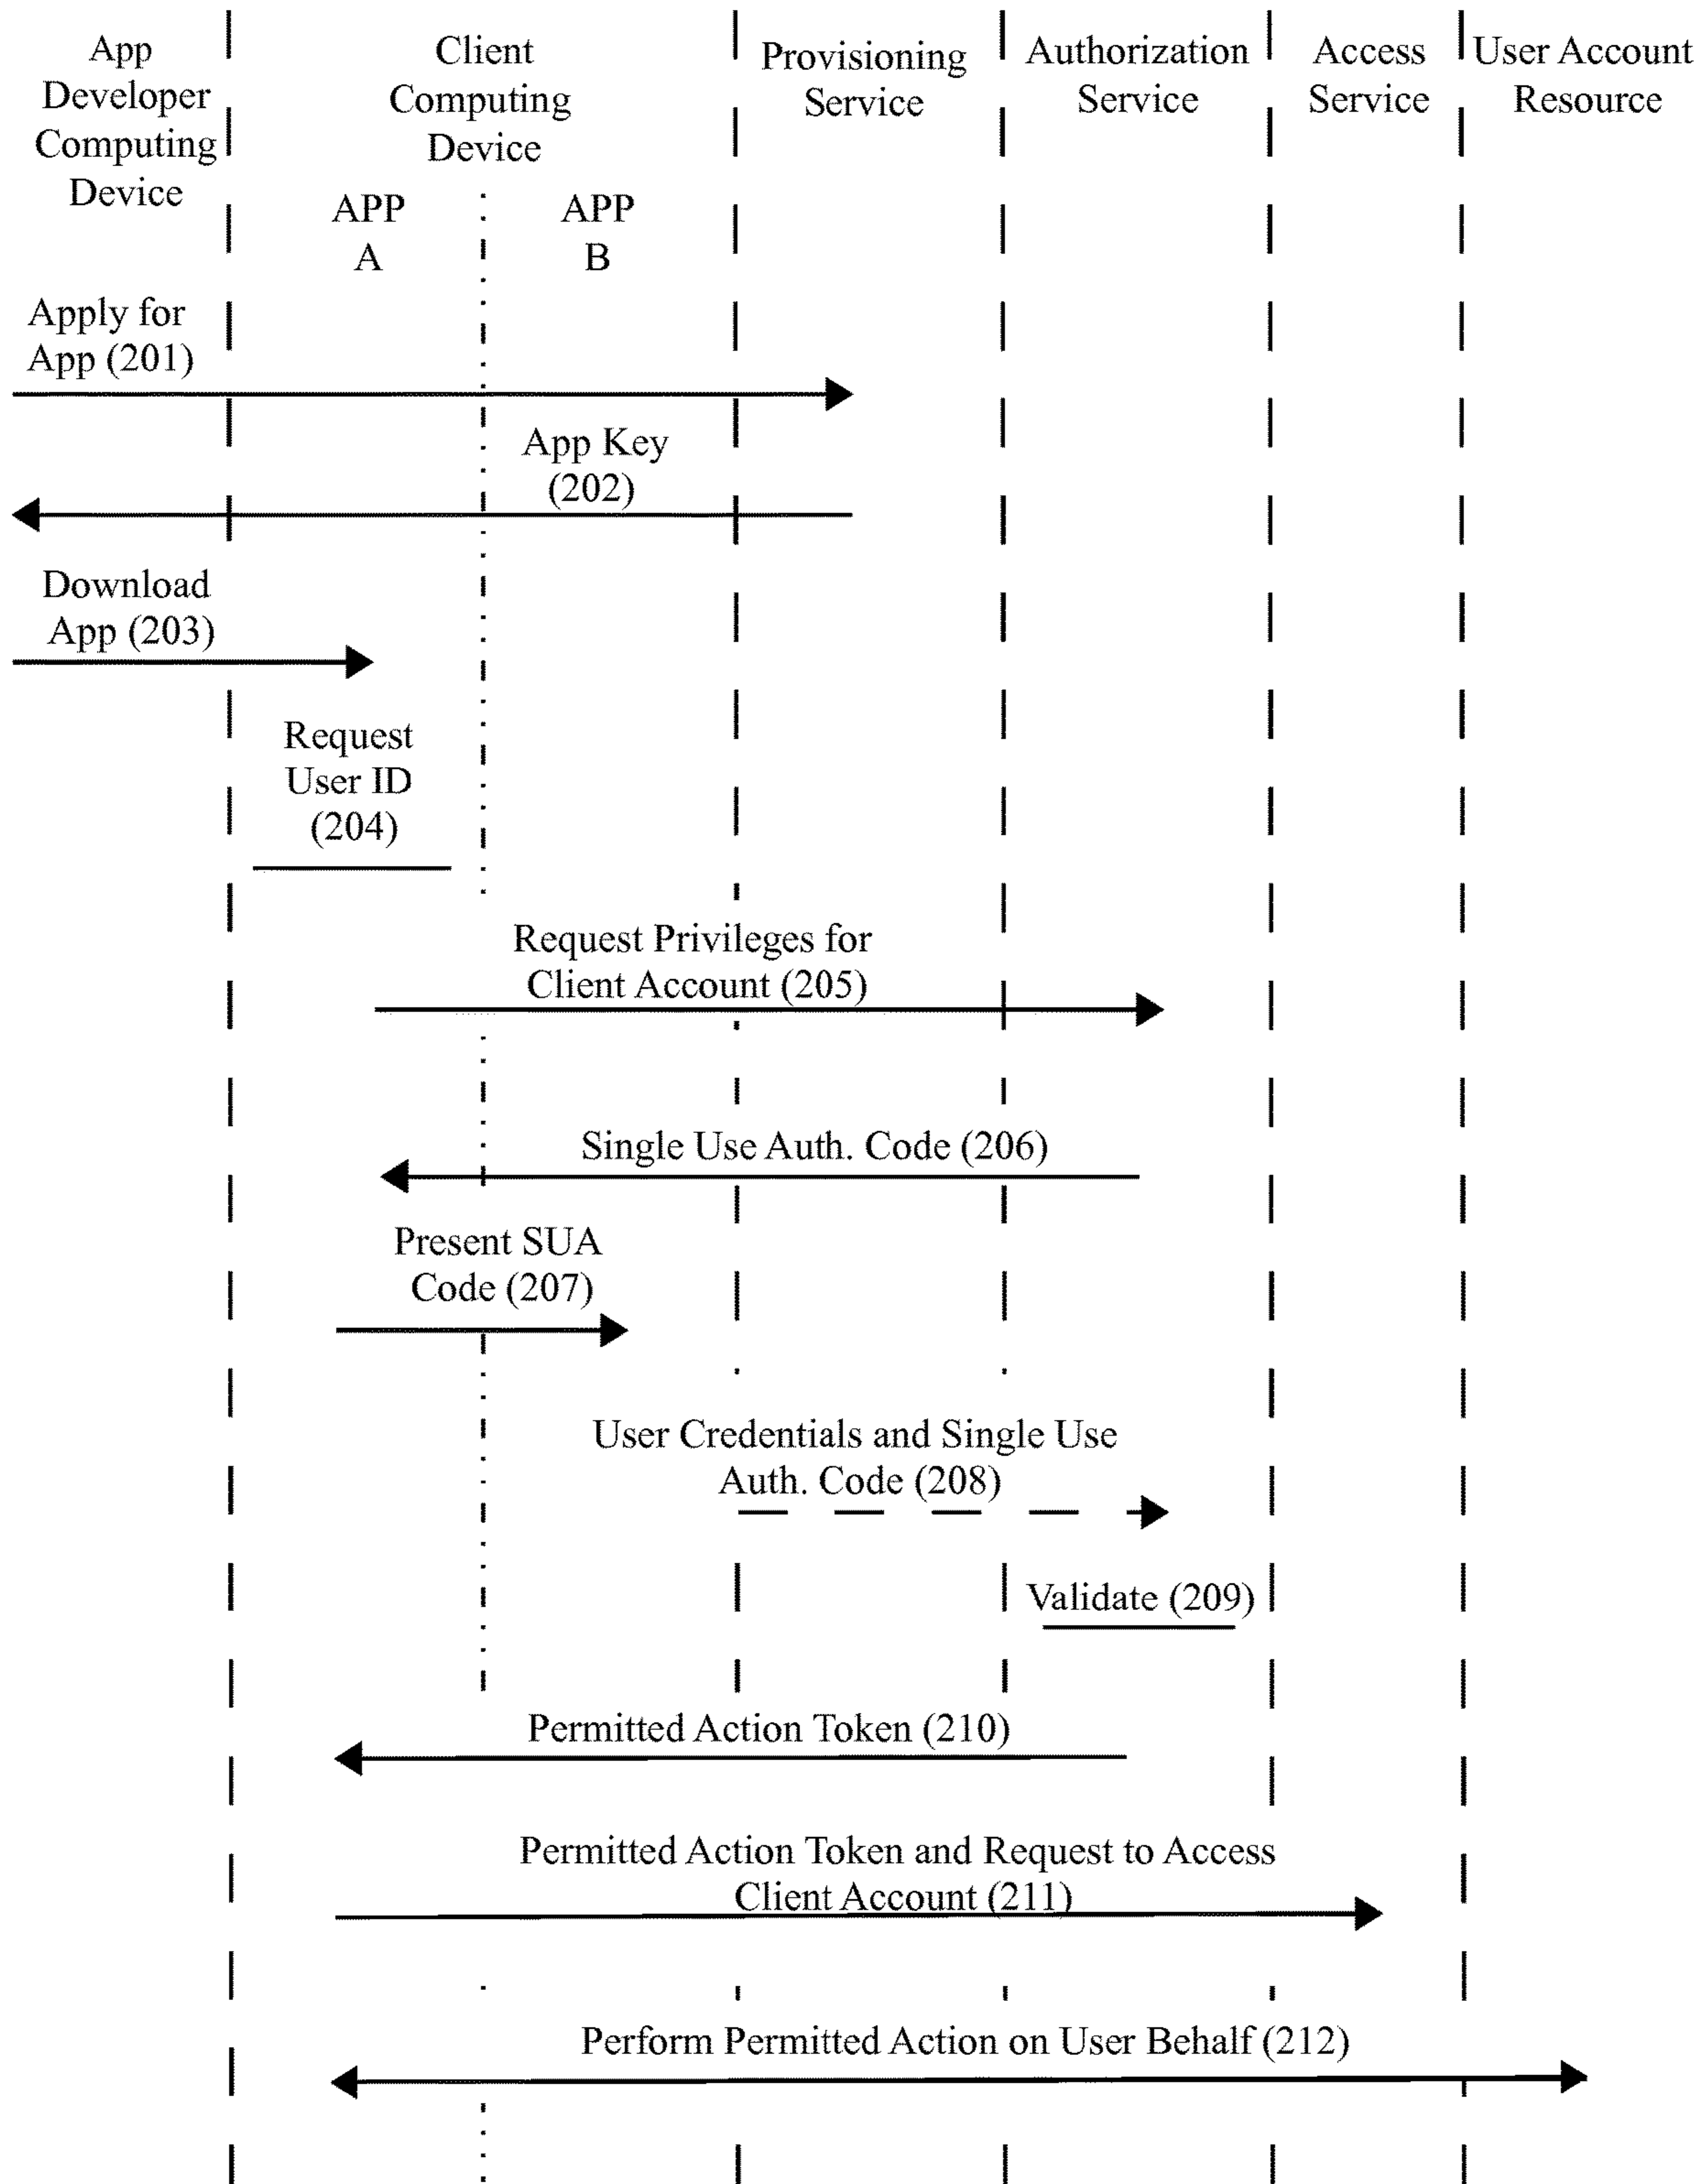 App
Developer
Computing
Device
Client
Computing
Device
Provisioning
Service
Authorization
Service
Access
Service
User Account
Resource
APP
A
APP
B
Apply for
App (201)
App Key
(202)
Download
App (203)
Request
User ID
(204)
Request Privileges for
Client Account (205)
Single Use Auth. Code (206)
Present SUA
Code (207)
User Credentials and Single Use
Auth. Code (208)
Validate (209)
Permitted Action Token (210)
Permitted Action Token and Request to Access
Client Account (211)
Perform Permitted Action on User Behalf (212)